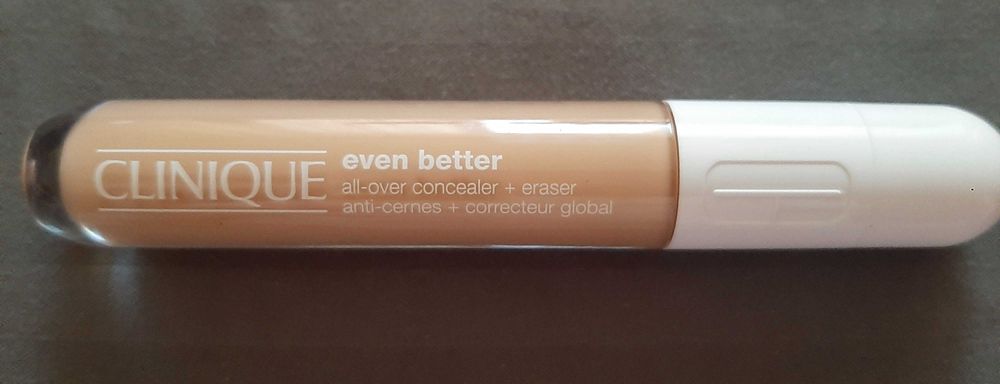 CLINIQUE
even better
all-over concealer + eraser
anti-cernes + correcteur global